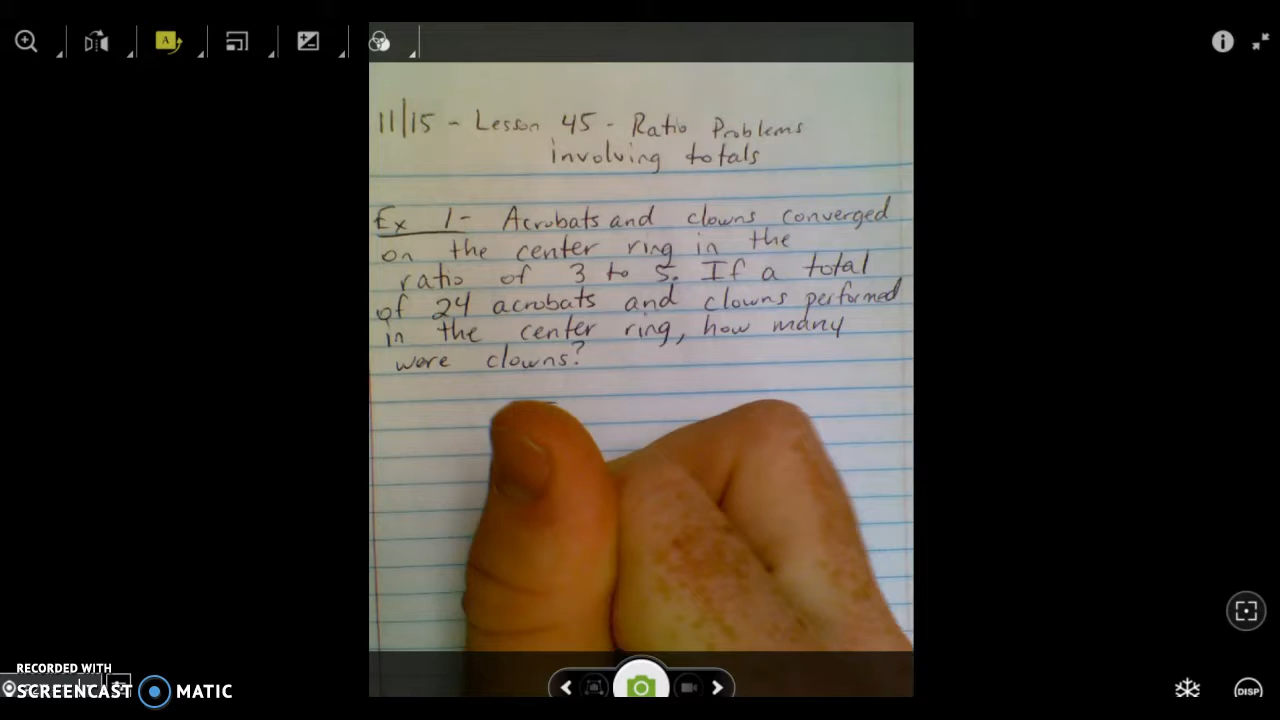 11/15 - Lesson 45 - Ratio Problems
involving totals
Ex 1- Acrobats and clowns converged
on the center ring in the
ratio of 3 to 5. If a total
of 24 acrobats and clowns performed
in the center ring, how many
were clowns?
A
i
DISP
RECORDED WITH
SCREENCAST MATIC